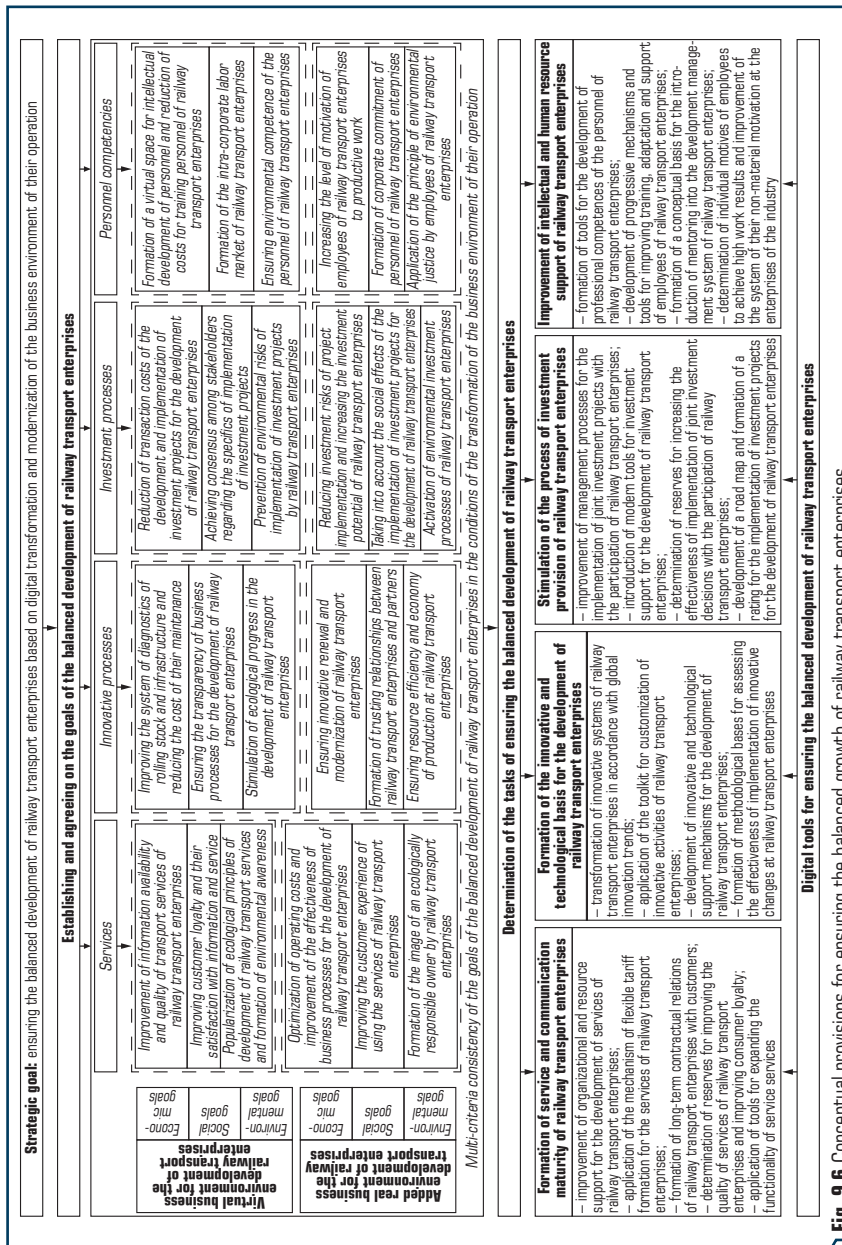 Strategic goal: ensuring the balanced development of railway transport enterprises based on digital transformation and modernization of the business environment of their operation
Establishing and agreeing on the goals of the balanced development of railway transport enterprises
Services
Innovative processes
Investment processes
Personnel competencies
Virtual business
environment for the
development of
railway transport
enterprises
Econo-
mic
goals
Improvement of information availability
and quality of transport services of
railway transport enterprises
Improving the system of diagnostics of
rolling stock and infrastructure and
reducing the cost of their maintenance
Reduction of transaction costs of the
development and implementation of
investment projects for the development
of railway transport enterprises
Formation of a virtual space for intellectual
development of personnel and reduction of
costs for training personnel of railway
transport enterprises
Social
goals
Improving customer loyalty and their
satisfaction with information and service
Ensuring the transparency of business
processes for the development of railway
transport enterprises
Achieving consensus among stakeholders
regarding the specifics of implementation
of investment projects
Formation of the intra-corporate labor
market of railway transport enterprises
Environ-
mental
goals
Popularization of ecological principles of
development of railway transport services
and formation of environmental awareness
Stimulation of ecological progress in the
development of railway transport
enterprises
Prevention of environmental risks of
implementation of investment projects
by railway transport enterprises
Ensuring environmental competence of the
personnel of railway transport enterprises
Added real business
environment for the
development of railway
transport enterprises
Econo-
mic
goals
Optimization of operating costs and
improvement of the effectiveness of
business processes for the development of
railway transport enterprises
Ensuring innovative renewal and
modernization of railway transport
enterprises
Reducing investment risks of project
implementation and increasing the investment
potential of railway transport enterprises
Increasing the level of motivation of
employees of railway transport enterprises
to productive work
Social
goals
Improving the customer experience of
using the services of railway transport
enterprises
Formation of trusting relationships between
railway transport enterprises and partners
Taking into account the social effects of the
implementation of investment projects for
the development of railway transport enterprises
Formation of corporate commitment of
personnel of railway transport enterprises
Environ-
mental
goals
Formation of the image of an ecologically
responsible owner by railway transport
enterprises
Ensuring resource efficiency and economy
of production at railway transport
enterprises
Activation of environmental investment
processes of railway transport enterprises
Application of the principle of environmental
justice by employees of railway transport
enterprises
Multi-criteria consistency of the goals of the balanced development of railway transport enterprises in the conditions of the transformation of the business environment of their operation
Determination of the tasks of ensuring the balanced development of railway transport enterprises
Formation of service and communication
maturity of railway transport enterprises
– improvement of organizational and resource
support for the development of services of
railway transport enterprises;
– application of the mechanism of flexible tariff
formation for the services of railway transport
enterprises;
– formation of long-term contractual relations
of railway transport enterprises with customers;
– determination of reserves for improving the
quality of services of railway transport
enterprises and improving consumer loyalty;
– application of tools for expanding the
functionality of service services
Formation of the innovative and
technological basis for the development of
railway transport enterprises
– transformation of innovative systems of railway
transport enterprises in accordance with global
innovation trends;
– application of the toolkit for customization of
innovative activities of railway transport
enterprises;
– development of innovative and technological
support mechanisms for the development of
railway transport enterprises;
– formation of methodological bases for assessing
the effectiveness of implementation of innovative
changes at railway transport enterprises
Stimulation of the process of investment
provision of railway transport enterprises
– improvement of management processes for the
implementation of joint investment projects with
the participation of railway transport enterprises;
– introduction of modern tools for investment
support for the development of railway transport
enterprises;
– determination of reserves for increasing the
effectiveness of implementation of joint investment
decisions with the participation of railway
transport enterprises;
– development of a road map and formation of a
rating for the implementation of investment projects
for the development of railway transport enterprises
Improvement of intellectual and human resource
support of railway transport enterprises
– formation of tools for the development of
professional competences of the personnel of
railway transport enterprises;
– development of progressive mechanisms and
tools for improving training, adaptation and support
of employees of railway transport enterprises;
– formation of a conceptual basis for the intro-
duction of mentoring into the development manage-
ment system of railway transport enterprises;
– determination of individual motives of employees
to achieve high work results and improvement of
the system of their non-material motivation at the
enterprises of the industry
Digital tools for ensuring the balanced development of railway transport enterprises
Fig. 9.6 Conceptual provisions for ensuring the balanced growth of railway transport enterprises